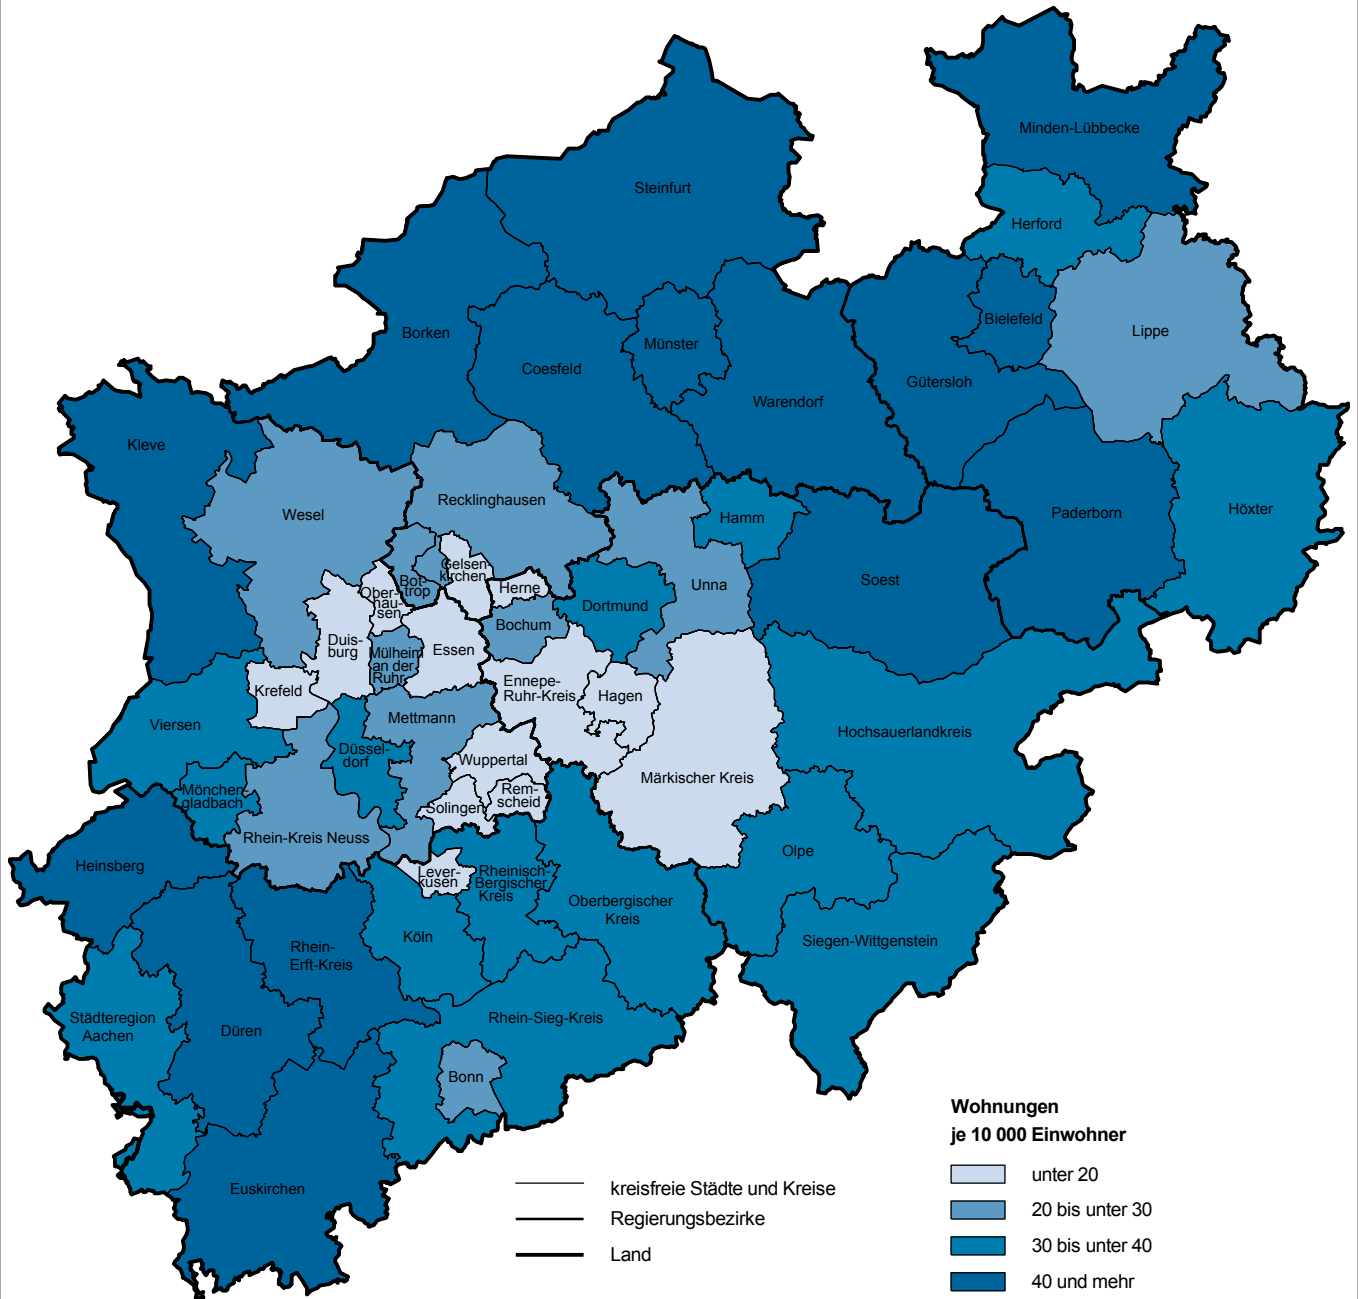 Minden-Lübbecke
Steinfurt
Herford
Bielefeld
Lippe
Borken
Münster
Coesfeld
Gütersloh
Warendorf
Kleve
Recklinghausen
Wesel
Hamm
Paderborn
Höxter
Gelsen-
kirchen
Bot-
trop
Herne
Soest
Unna
Ober-
hau-
sen
Dortmund
Bochum
Duis-
burg
Essen
Mülheim
an der
Ruhr
Krefeld
Ennepe-
Ruhr-Kreis
Hagen
Viersen
Mettmann
Hochsauerlandkreis
Düssel-
dorf
Wuppertal
Märkischer Kreis
Mönchen-
gladbach
Rem-
scheid
Solingen
Rhein-Kreis Neuss
Olpe
Heinsberg
Lever-
kusen
Rheinisch-
Bergischer
Kreis
Oberbergischer
Kreis
Köln
Siegen-Wittgenstein
Rhein-
Erft-Kreis
Städteregion
Aachen
Düren
Rhein-Sieg-Kreis
Bonn
Euskirchen
kreisfreie Städte und Kreise
Regierungsbezirke
Land
Wohnungen
je 10 000 Einwohner
unter 20
20 bis unter 30
30 bis unter 40
40 und mehr